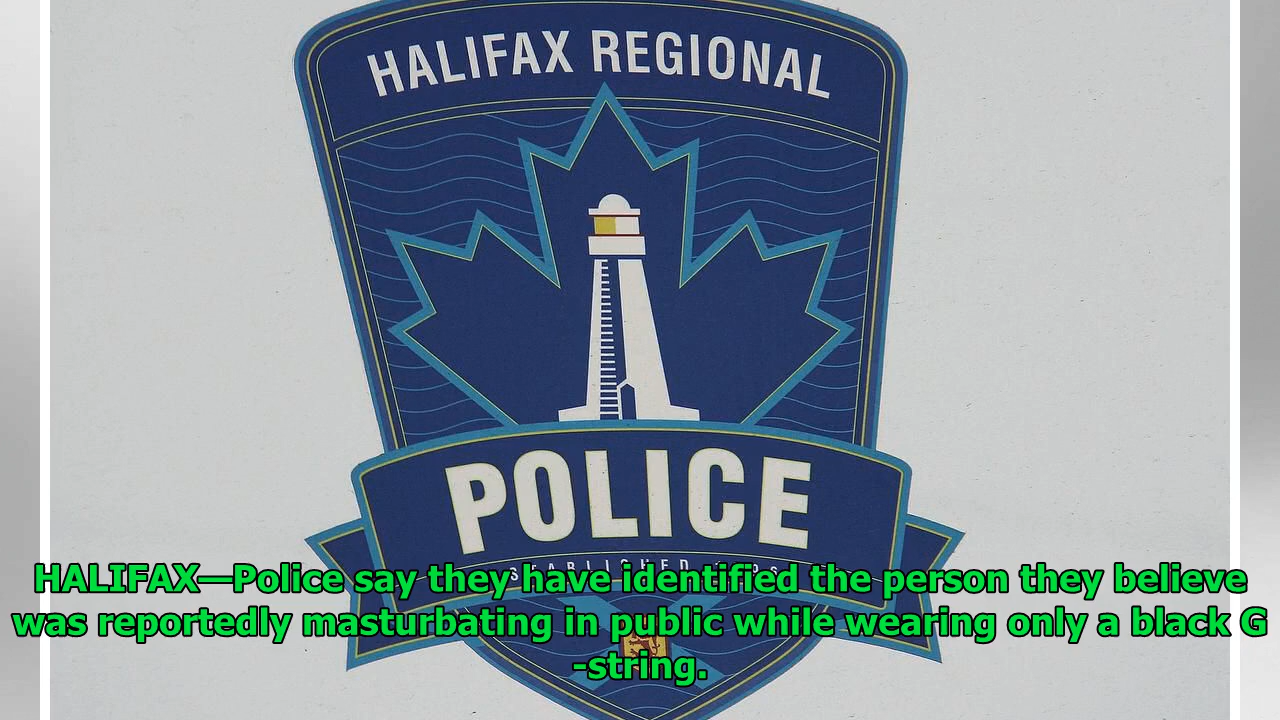 HALIFAX REGIONAL
POLICE
HALIFAX—Police say they have identified the person they believe
was reportedly masturbating in public while wearing only a black G
-string.